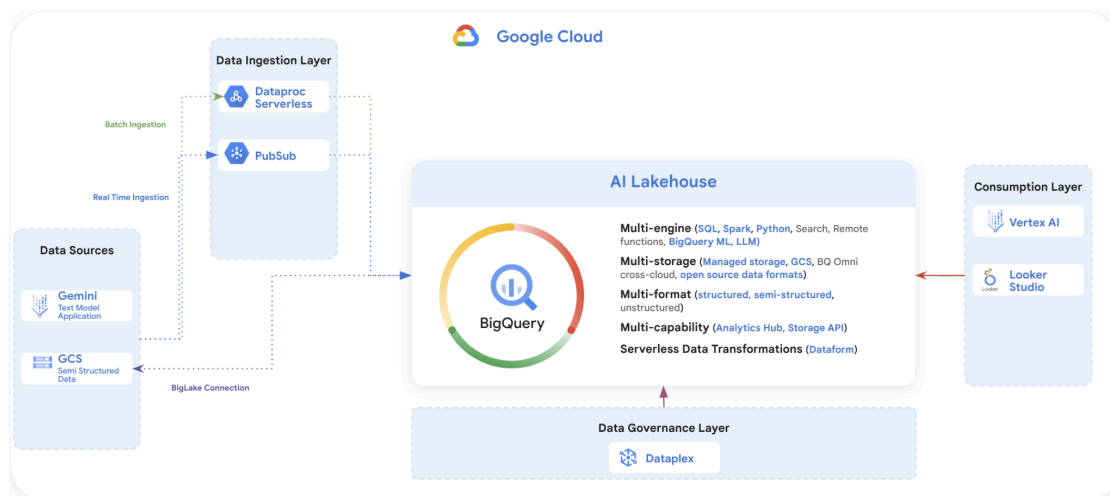 Google Cloud
Data Ingestion Layer
Dataproc
Serverless
Batch Ingestion
PubSub
Real Time Ingestion
Data Sources
Gemini
Text Model
Application
GCS
Semi Structured
Data
BigLake Connection
AI Lakehouse
BigQuery
Multi-engine (SQL, Spark, Python, Search, Remote
functions, BigQuery ML, LLM)
Multi-storage (Managed storage, GCS, BQ Omni
cross-cloud, open source data formats)
Multi-format (structured, semi-structured,
unstructured)
Multi-capability (Analytics Hub, Storage API)
Serverless Data Transformations (Dataform)
Consumption Layer
Vertex AI
Looker
Looker
Studio
Data Governance Layer
Dataplex